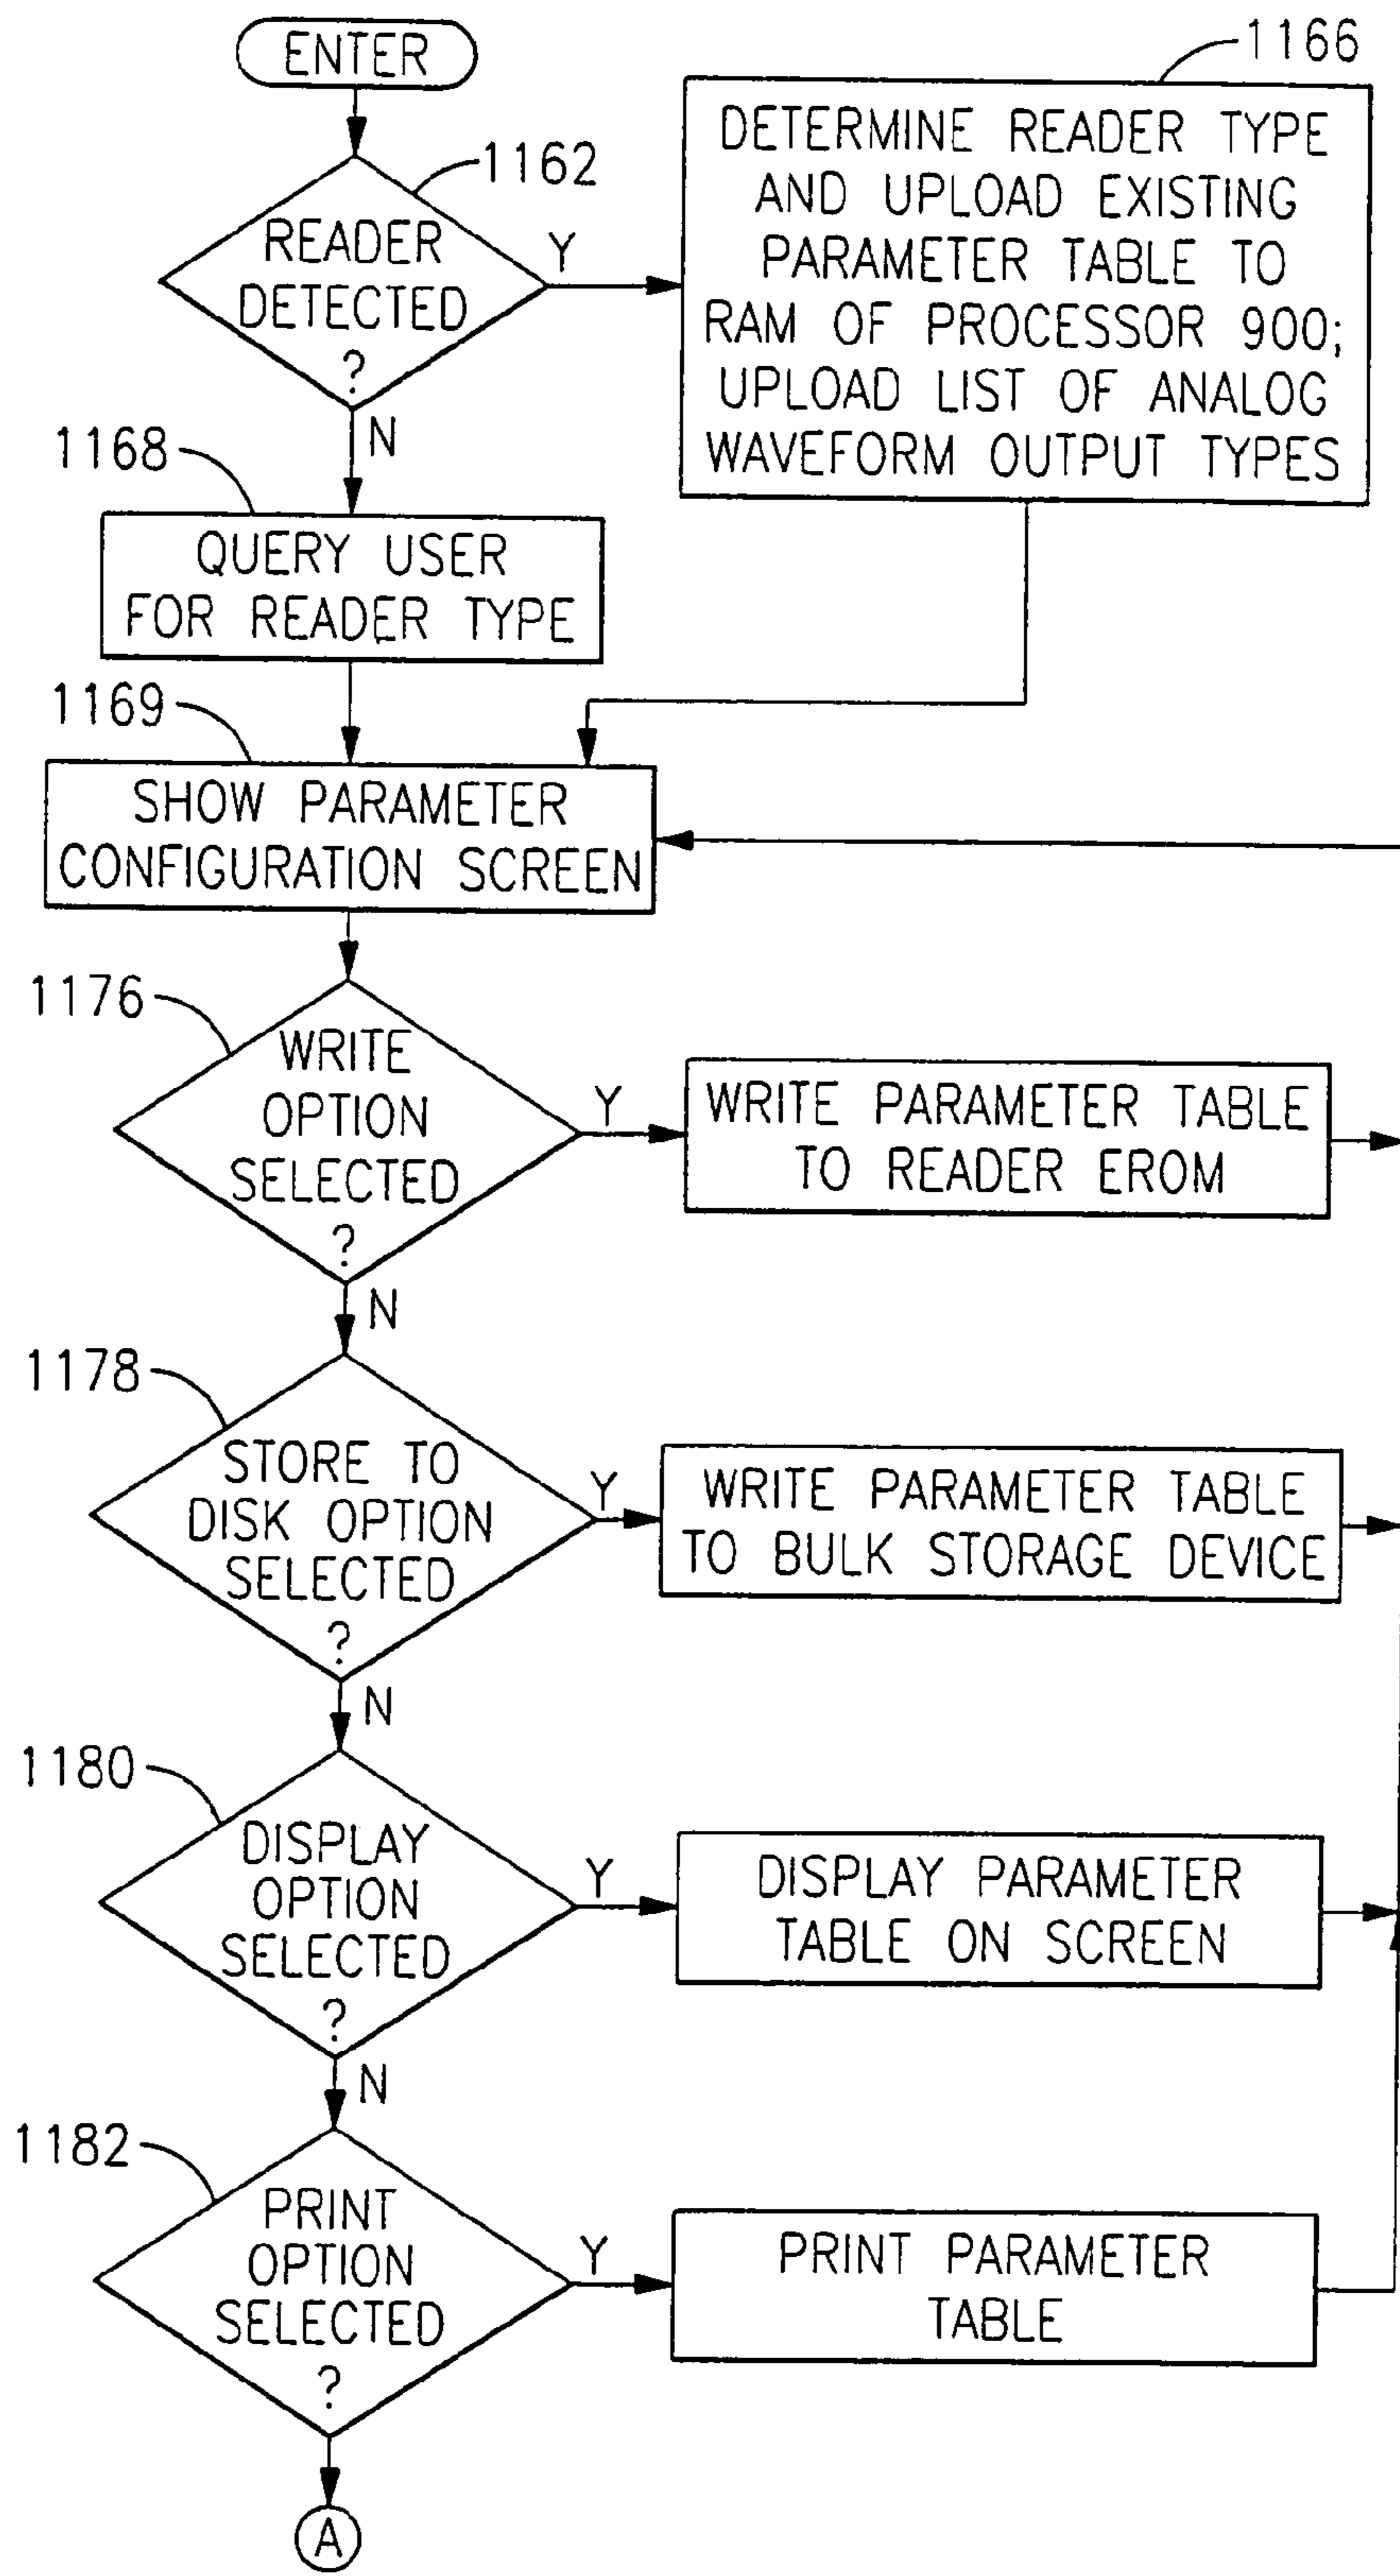 ENTER
1166
DETERMINE READER TYPE
AND UPLOAD EXISTING
PARAMETER TABLE TO
RAM OF PROCESSOR 900;
UPLOAD LIST OF ANALOG
WAVEFORM OUTPUT TYPES
1162
READER
DETECTED
?
Y
N
1168
QUERY USER
FOR READER TYPE
1169
SHOW PARAMETER
CONFIGURATION SCREEN
1176
WRITE
OPTION
SELECTED
?
Y
WRITE PARAMETER TABLE
TO READER EROM
N
1178
STORE TO
DISK OPTION
SELECTED
?
Y
WRITE PARAMETER TABLE
TO BULK STORAGE DEVICE
N
1180
DISPLAY
OPTION
SELECTED
?
Y
DISPLAY PARAMETER
TABLE ON SCREEN
N
1182
PRINT
OPTION
SELECTED
?
Y
PRINT PARAMETER
TABLE
A